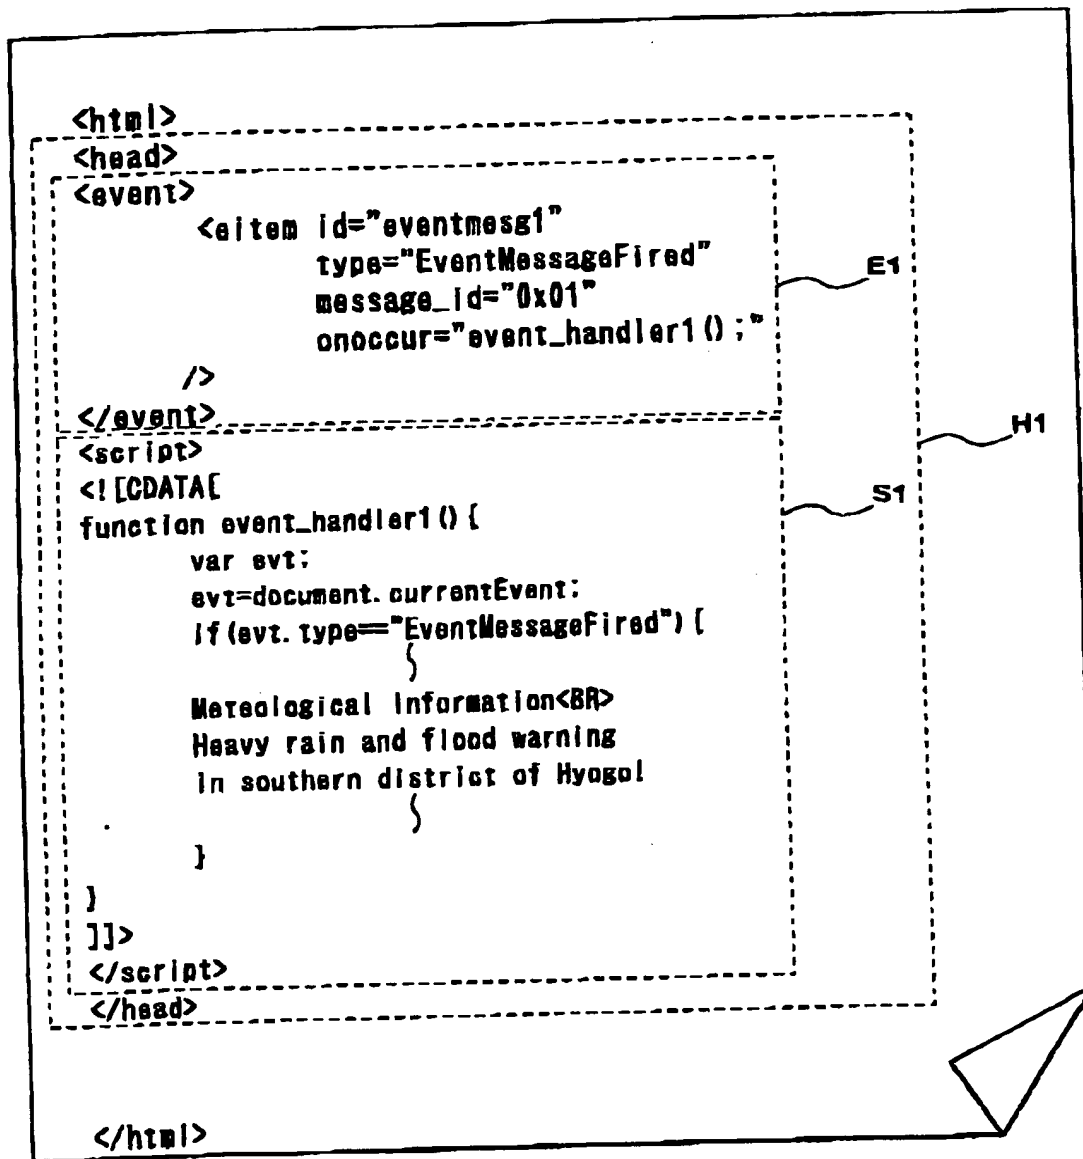 <html>
<head>
<event>
<eitem id="eventmesg1"
type="EventMessageFired"
message_id="0x01"
onoccur="event_handler1();"
/>
</event>
<script>
<![CDATA[
function event_handler1(){
var evt;
evt=document.currentEvent;
if(evt.type=="EventMessageFired"){
Mereological Information<BR>
Heavy rain and flood warning
in southern district of Hyogo!
}
}
]]>
</script>
</head>
</html>
E1
H1
S1